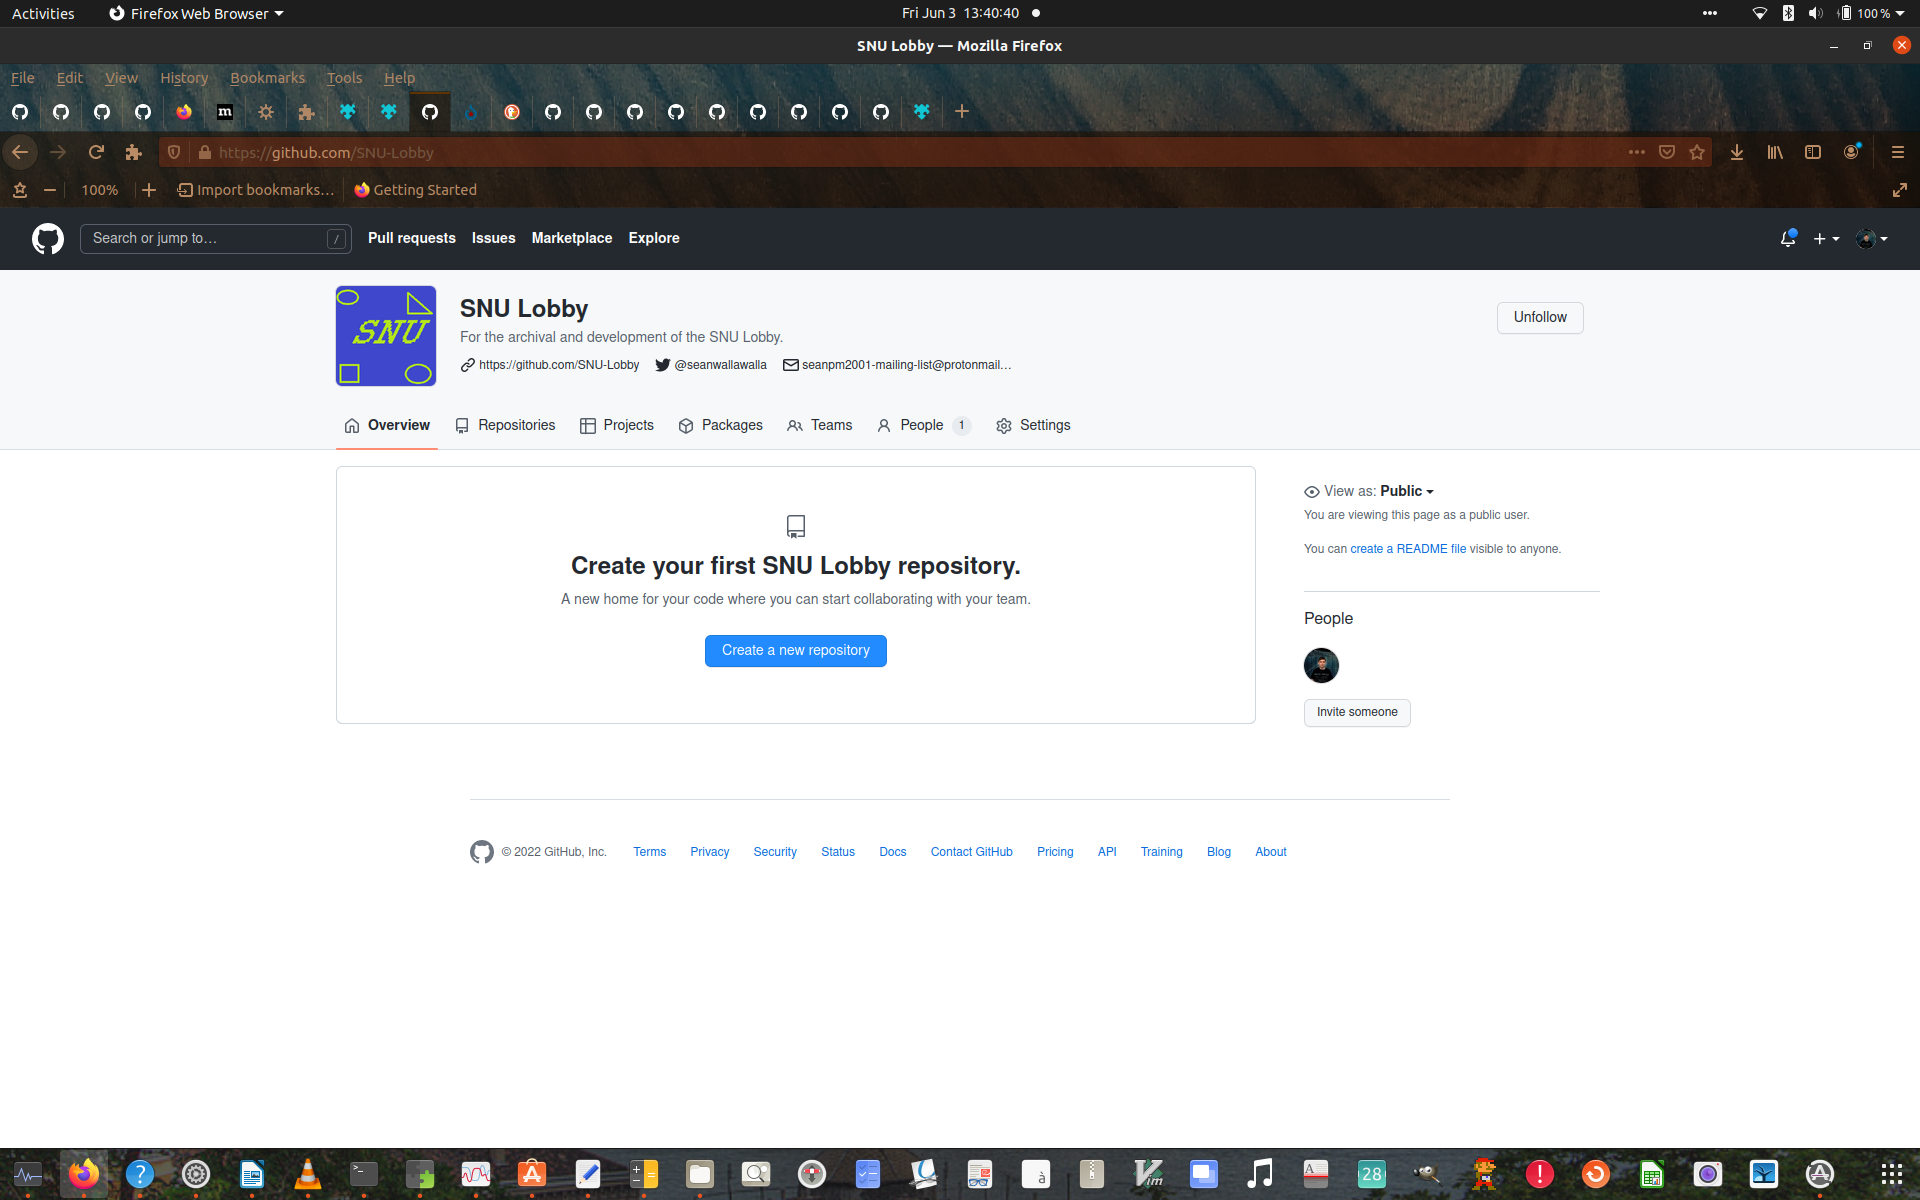 Activities
Firefox Web Browser
Fri Jun 3 13:40:40
100 %
SNU Lobby — Mozilla Firefox
File Edit View History Bookmarks Tools Help
m
https://github.com/SNU-Lobby
100%
Import bookmarks…
Getting Started
Search or jump to…
/
Pull requests Issues Marketplace Explore
SNU
SNU Lobby
For the archival and development of the SNU Lobby.
https://github.com/SNU-Lobby
@seanwallawalla
seanpm2001-mailing-list@protonmail…
Unfollow
Overview
Repositories
Projects
Packages
Teams
People 1
Settings
Create your first SNU Lobby repository.
A new home for your code where you can start collaborating with your team.
Create a new repository
View as: Public
You are viewing this page as a public user.
You can create a README file visible to anyone.
People
Invite someone
© 2022 GitHub, Inc.
Terms Privacy Security Status Docs Contact GitHub Pricing API Training Blog About
?
>_
à
Vim
A
28
!